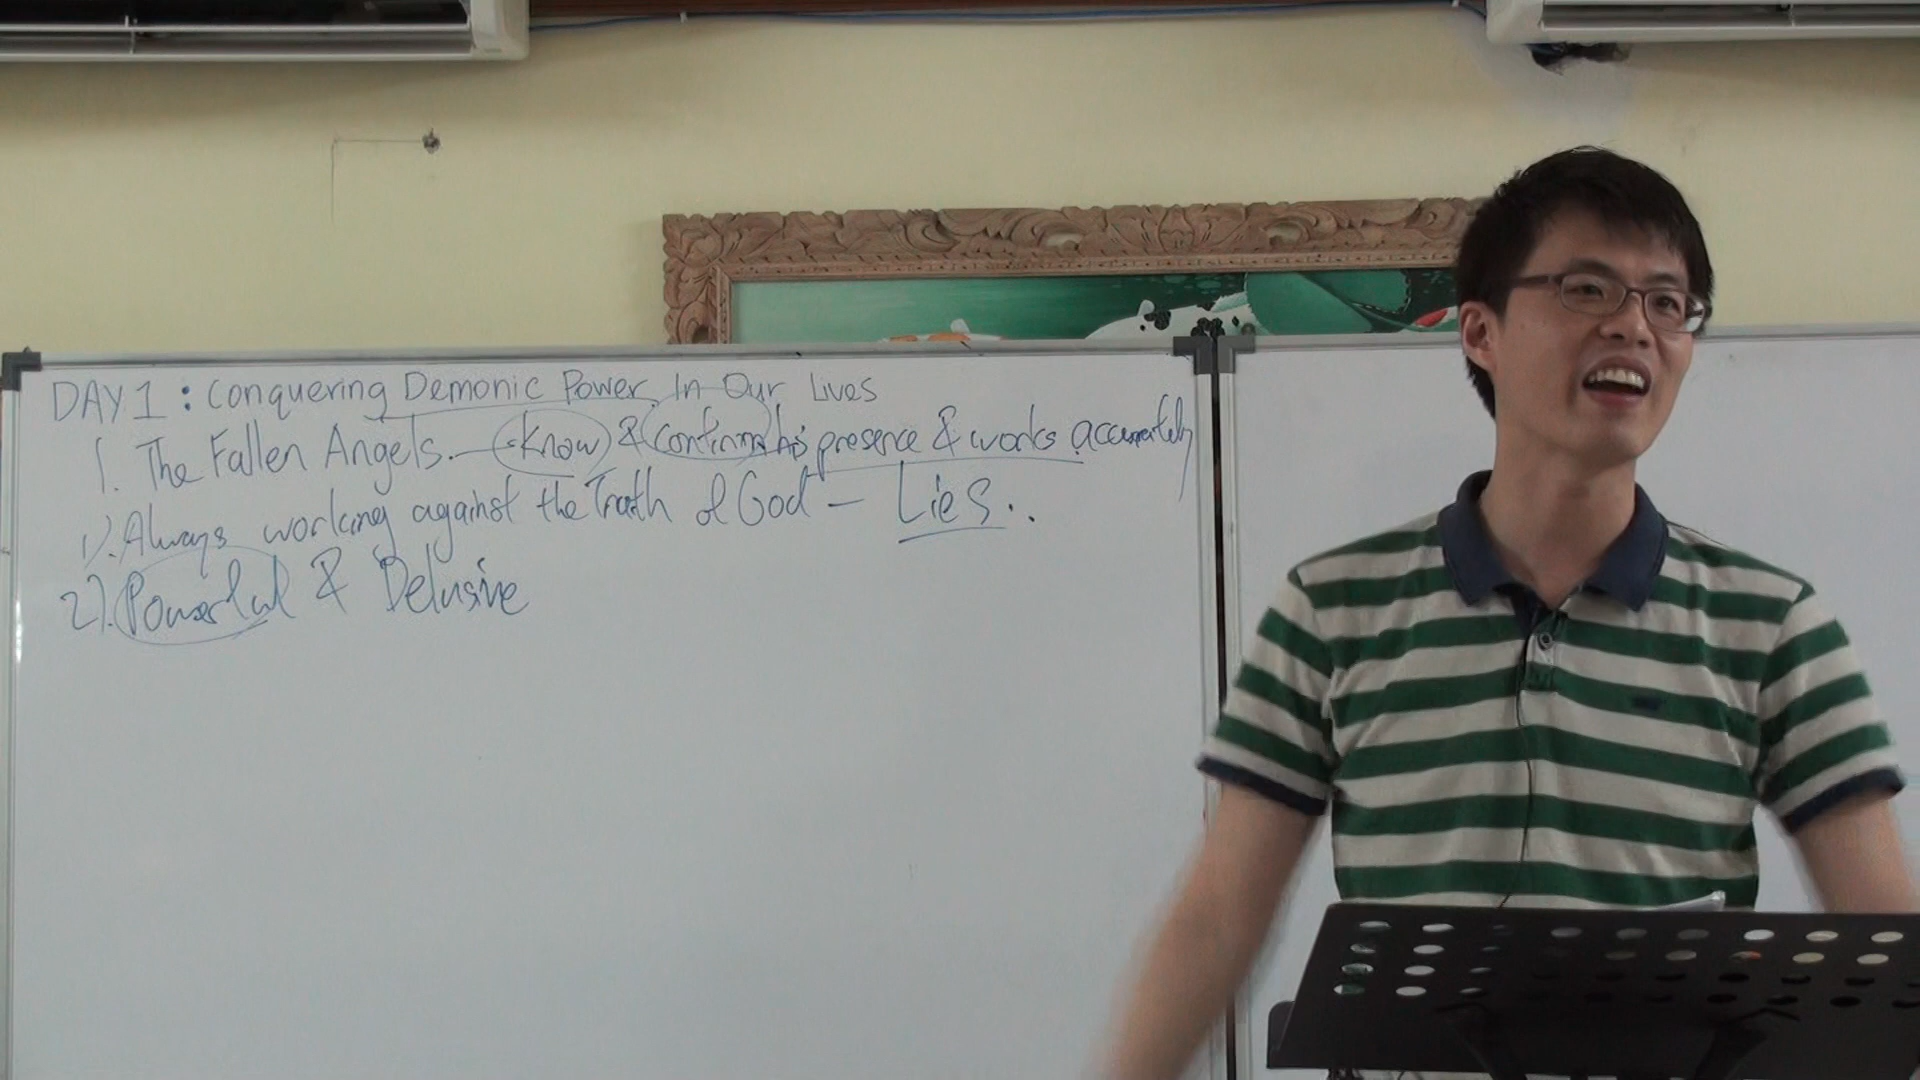 DAY 1 : Conquering Demonic Power In Our Lives
1. The Fallen Angels. — Know & confirm his presence & works accurately
1). Always working against the Truth of God — Lies..
2). Powerful & Delusive